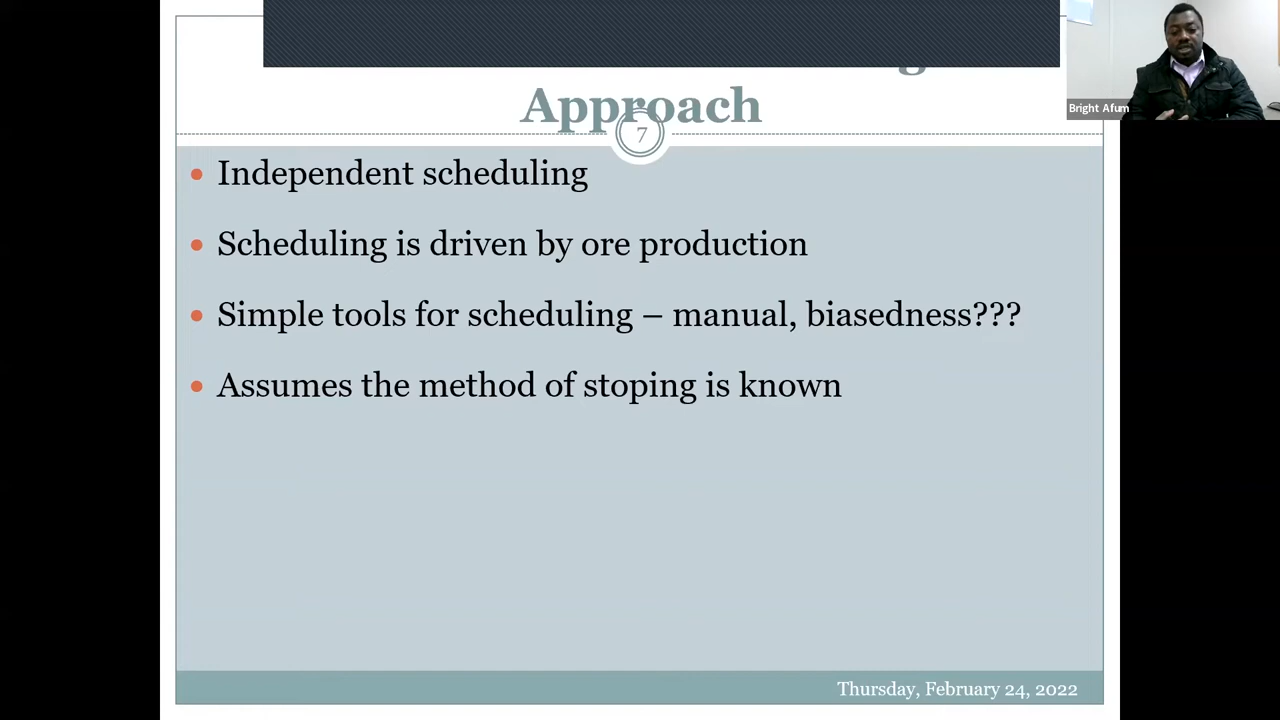 Approach
7
Bright Afum
• Independent scheduling
• Scheduling is driven by ore production
• Simple tools for scheduling – manual, biasedness???
• Assumes the method of stoping is known
Thursday, February 24, 2022